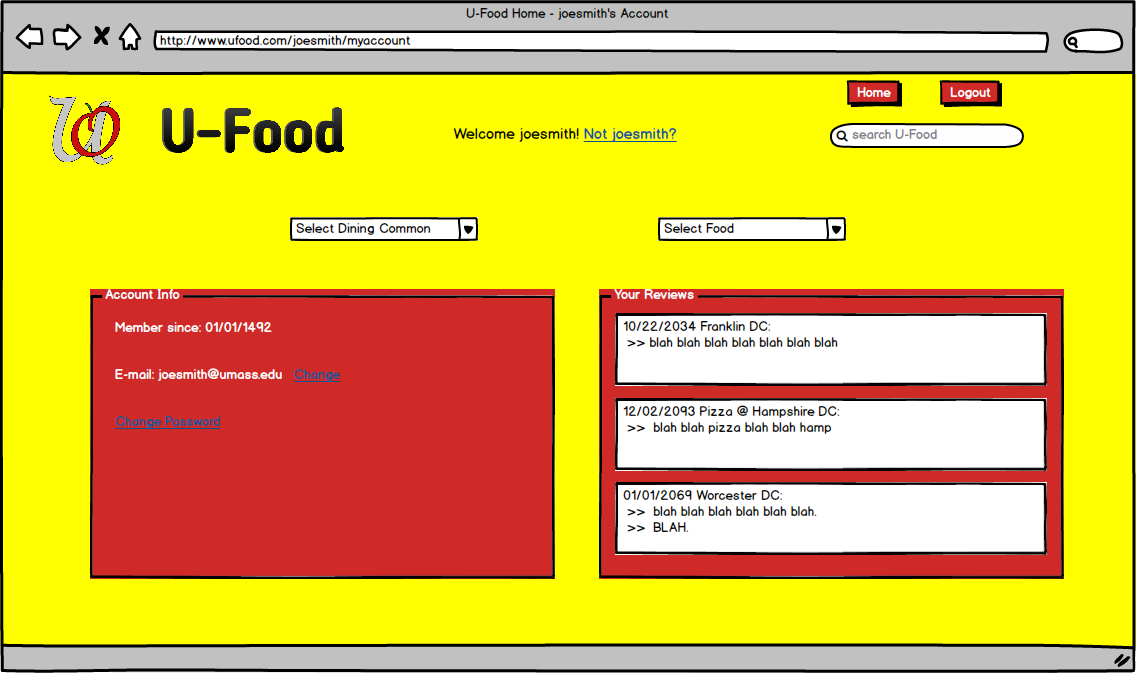 U-Food Home - joesmith's Account
http://www.ufood.com/joesmith/myaccount
Home
Logout
U-Food
Welcome joesmith! Not joesmith?
search U-Food
Select Dining Common
Select Food
Account Info
Member since: 01/01/1492
E-mail: joesmith@umass.edu Change
Change Password
Your Reviews
10/22/2034 Franklin DC:
>> blah blah blah blah blah blah blah
12/02/2093 Pizza @ Hampshire DC:
>> blah blah pizza blah blah hamp
01/01/2069 Worcester DC:
>> blah blah blah blah blah blah.
>> BLAH.